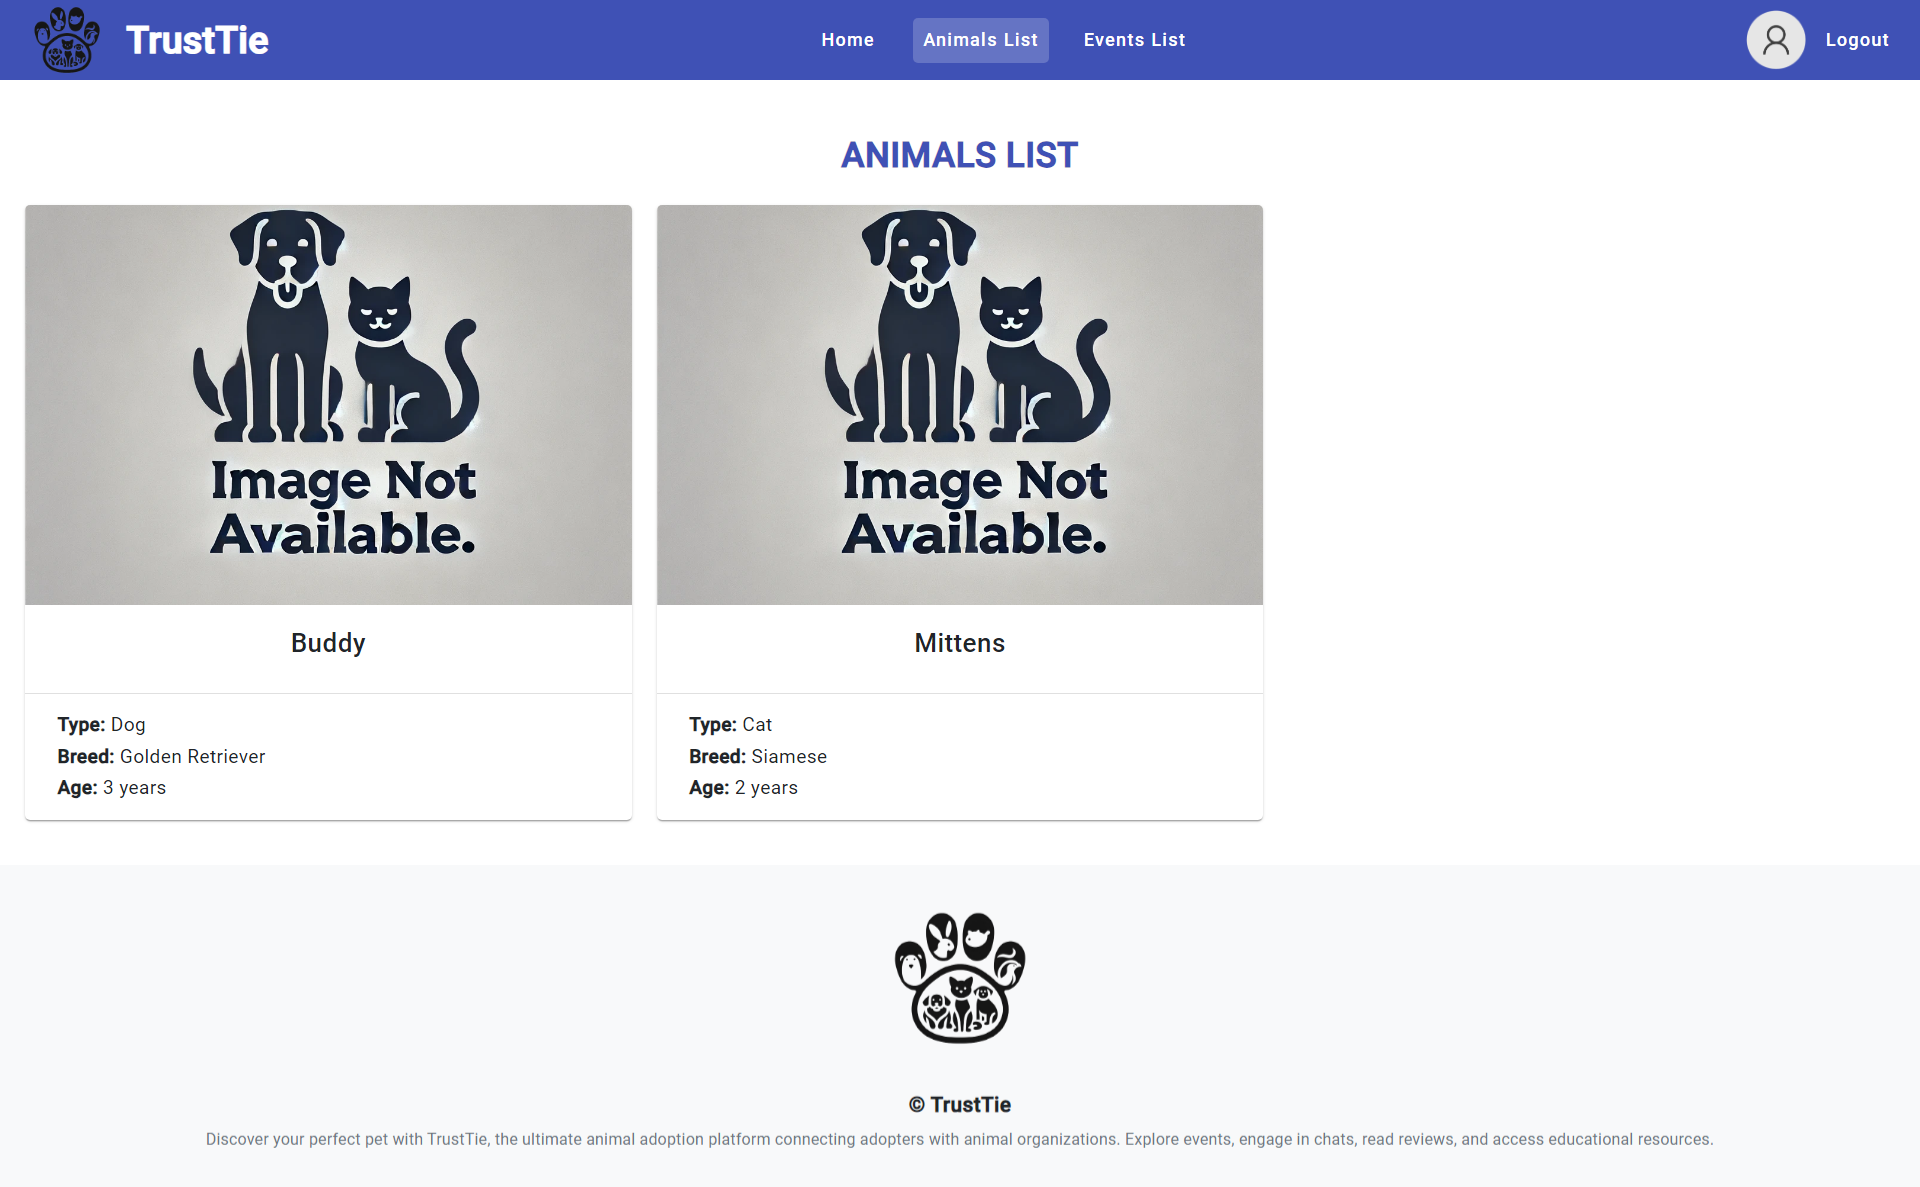 TrustTie
Home
Animals List
Events List
Logout
ANIMALS LIST
Image Not
Available.
Buddy
Type: Dog
Breed: Golden Retriever
Age: 3 years
Image Not
Available.
Mittens
Type: Cat
Breed: Siamese
Age: 2 years
© TrustTie
Discover your perfect pet with TrustTie, the ultimate animal adoption platform connecting adopters with animal organizations. Explore events, engage in chats, read reviews, and access educational resources.